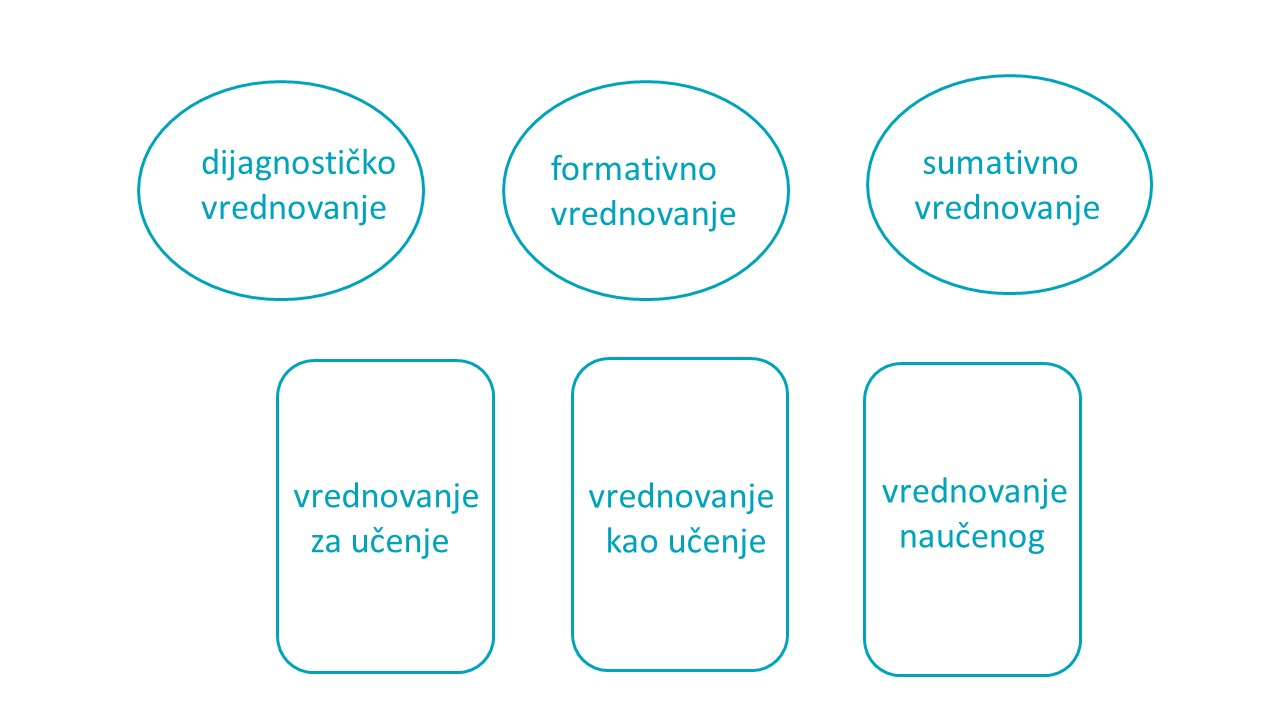 dijagnostičko
vrednovanje
formativno
vrednovanje
sumativno
vrednovanje
vrednovanje
za učenje
vrednovanje
kao učenje
vrednovanje
naučenog